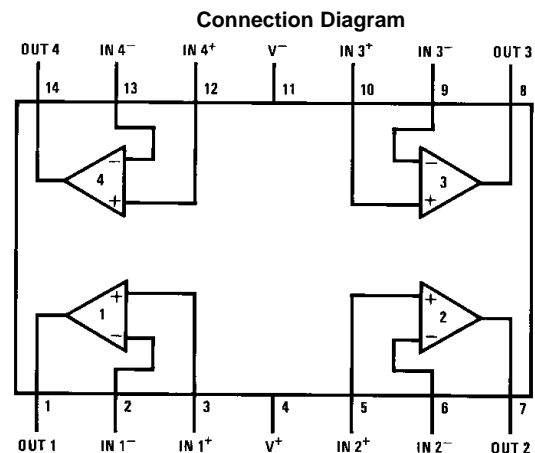 Connection Diagram
OUT 4 IN 4⁻ IN 4⁺ V⁻ IN 3⁺ IN 3⁻ OUT 3
14 13 12 11 10 9 8
− −
4 3
+ +
+ +
1 2
− −
1 2 3 4 5 6 7
OUT 1 IN 1⁻ IN 1⁺ V⁺ IN 2⁺ IN 2⁻ OUT 2